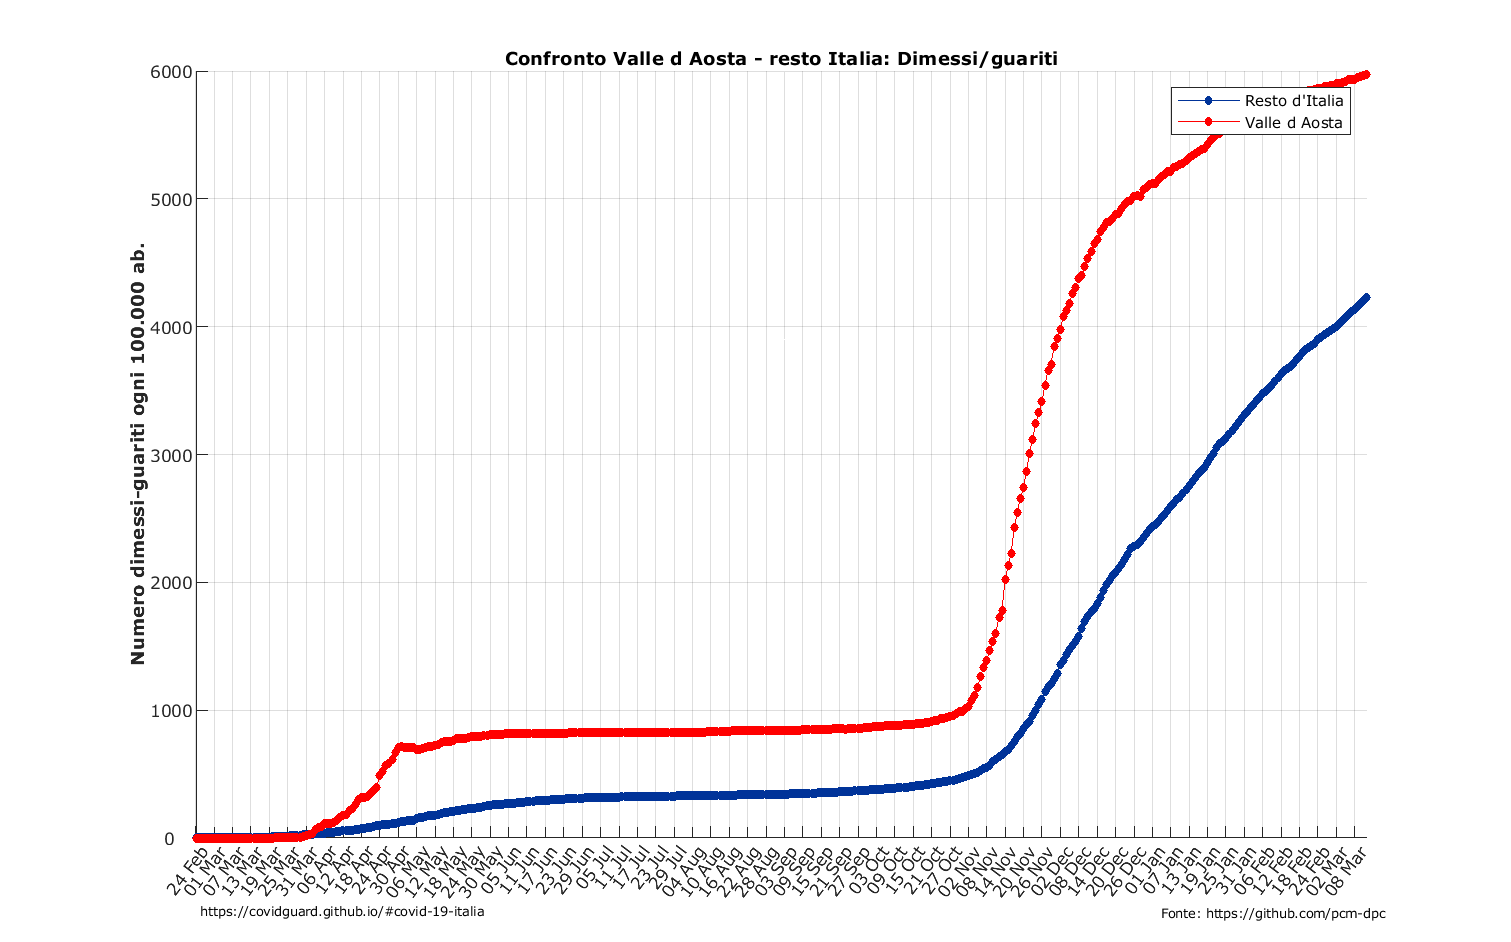 Confronto Valle d Aosta - resto Italia: Dimessi/guariti
Numero dimessi-guariti ogni 100.000 ab.
6000
5000
4000
3000
2000
1000
0
Resto d'Italia
Valle d Aosta
24 Feb
01 Mar
07 Mar
13 Mar
19 Mar
25 Mar
31 Mar
06 Apr
12 Apr
18 Apr
24 Apr
30 Apr
06 May
12 May
18 May
24 May
30 May
05 Jun
11 Jun
17 Jun
23 Jun
29 Jun
05 Jul
11 Jul
17 Jul
23 Jul
29 Jul
04 Aug
10 Aug
16 Aug
22 Aug
28 Aug
03 Sep
09 Sep
15 Sep
21 Sep
27 Sep
03 Oct
09 Oct
15 Oct
21 Oct
27 Oct
02 Nov
08 Nov
14 Nov
20 Nov
26 Nov
02 Dec
08 Dec
14 Dec
20 Dec
26 Dec
01 Jan
07 Jan
13 Jan
19 Jan
25 Jan
31 Jan
06 Feb
12 Feb
18 Feb
24 Feb
02 Mar
08 Mar
https://covidguard.github.io/#covid-19-italia
Fonte: https://github.com/pcm-dpc